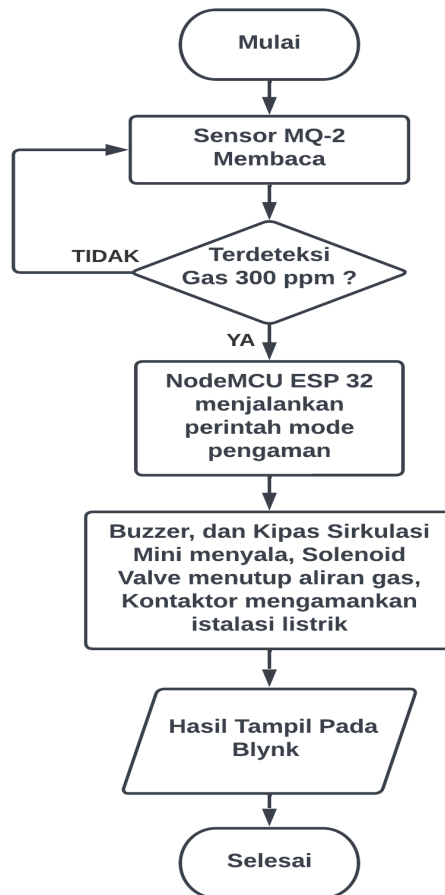 Mulai
Sensor MQ-2
Membaca
TIDAK
Terdeteksi
Gas 300 ppm ?
YA
NodeMCU ESP 32
menjalankan
perintah mode
pengaman
Buzzer, dan Kipas Sirkulasi
Mini menyala, Solenoid
Valve menutup aliran gas,
Kontaktor mengamankan
istalasi listrik
Hasil Tampil Pada
Blynk
Selesai